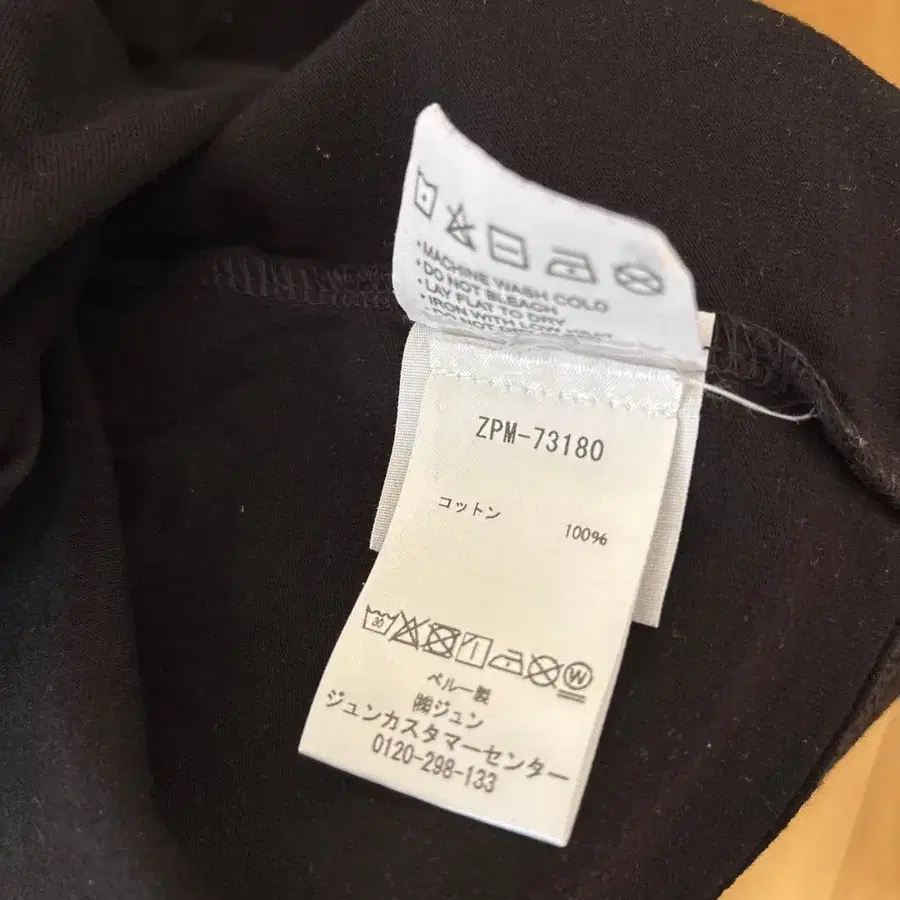 • MACHINE WASH COLD
• DO NOT BLEACH
• LAY FLAT TO DRY
• IRON WITH LOW HEAT
ZPM-73180
コットン 100%
30
W
ペルー製
㈱ジュン
ジュンカスタマーセンター
0120-298-133